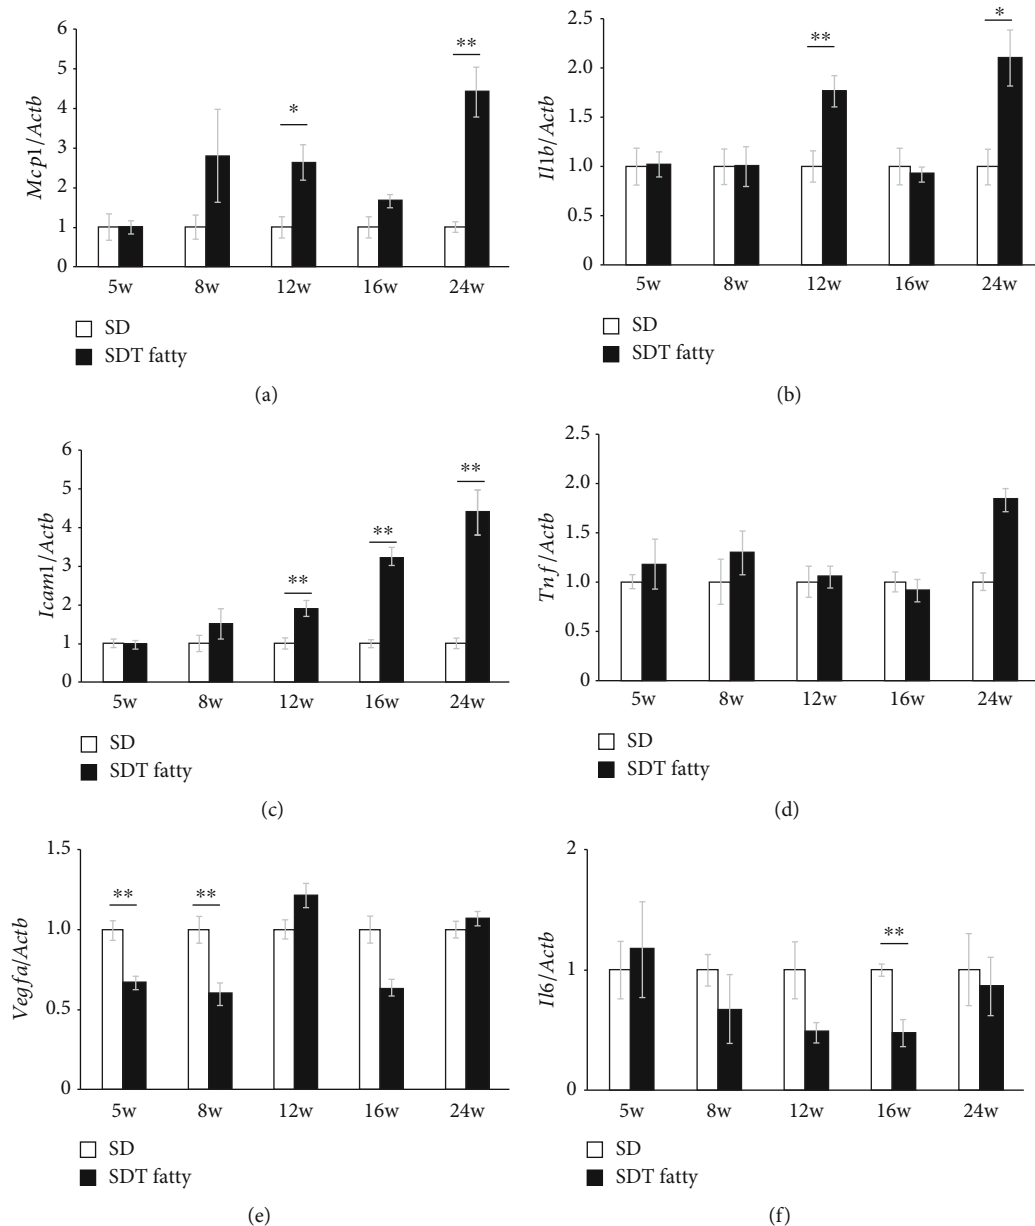 6
5
4
3
2
1
0
Mcp1/Actb
*
**
5w 8w 12w 16w 24w
SD
SDT fatty
(a)
2.5
2.0
1.5
1.0
0.5
0
Il1b/Actb
**
*
5w 8w 12w 16w 24w
SD
SDT fatty
(b)
6
5
4
3
2
1
0
Icam1/Actb
**
**
**
5w 8w 12w 16w 24w
SD
SDT fatty
(c)
2.5
2.0
1.5
1.0
0.5
0
Tnf/Actb
5w 8w 12w 16w 24w
SD
SDT fatty
(d)
1.5
1.0
0.5
0
Vegfa/Actb
**
**
5w 8w 12w 16w 24w
SD
SDT fatty
(e)
2
1
0
Il6/Actb
**
5w 8w 12w 16w 24w
SD
SDT fatty
(f)